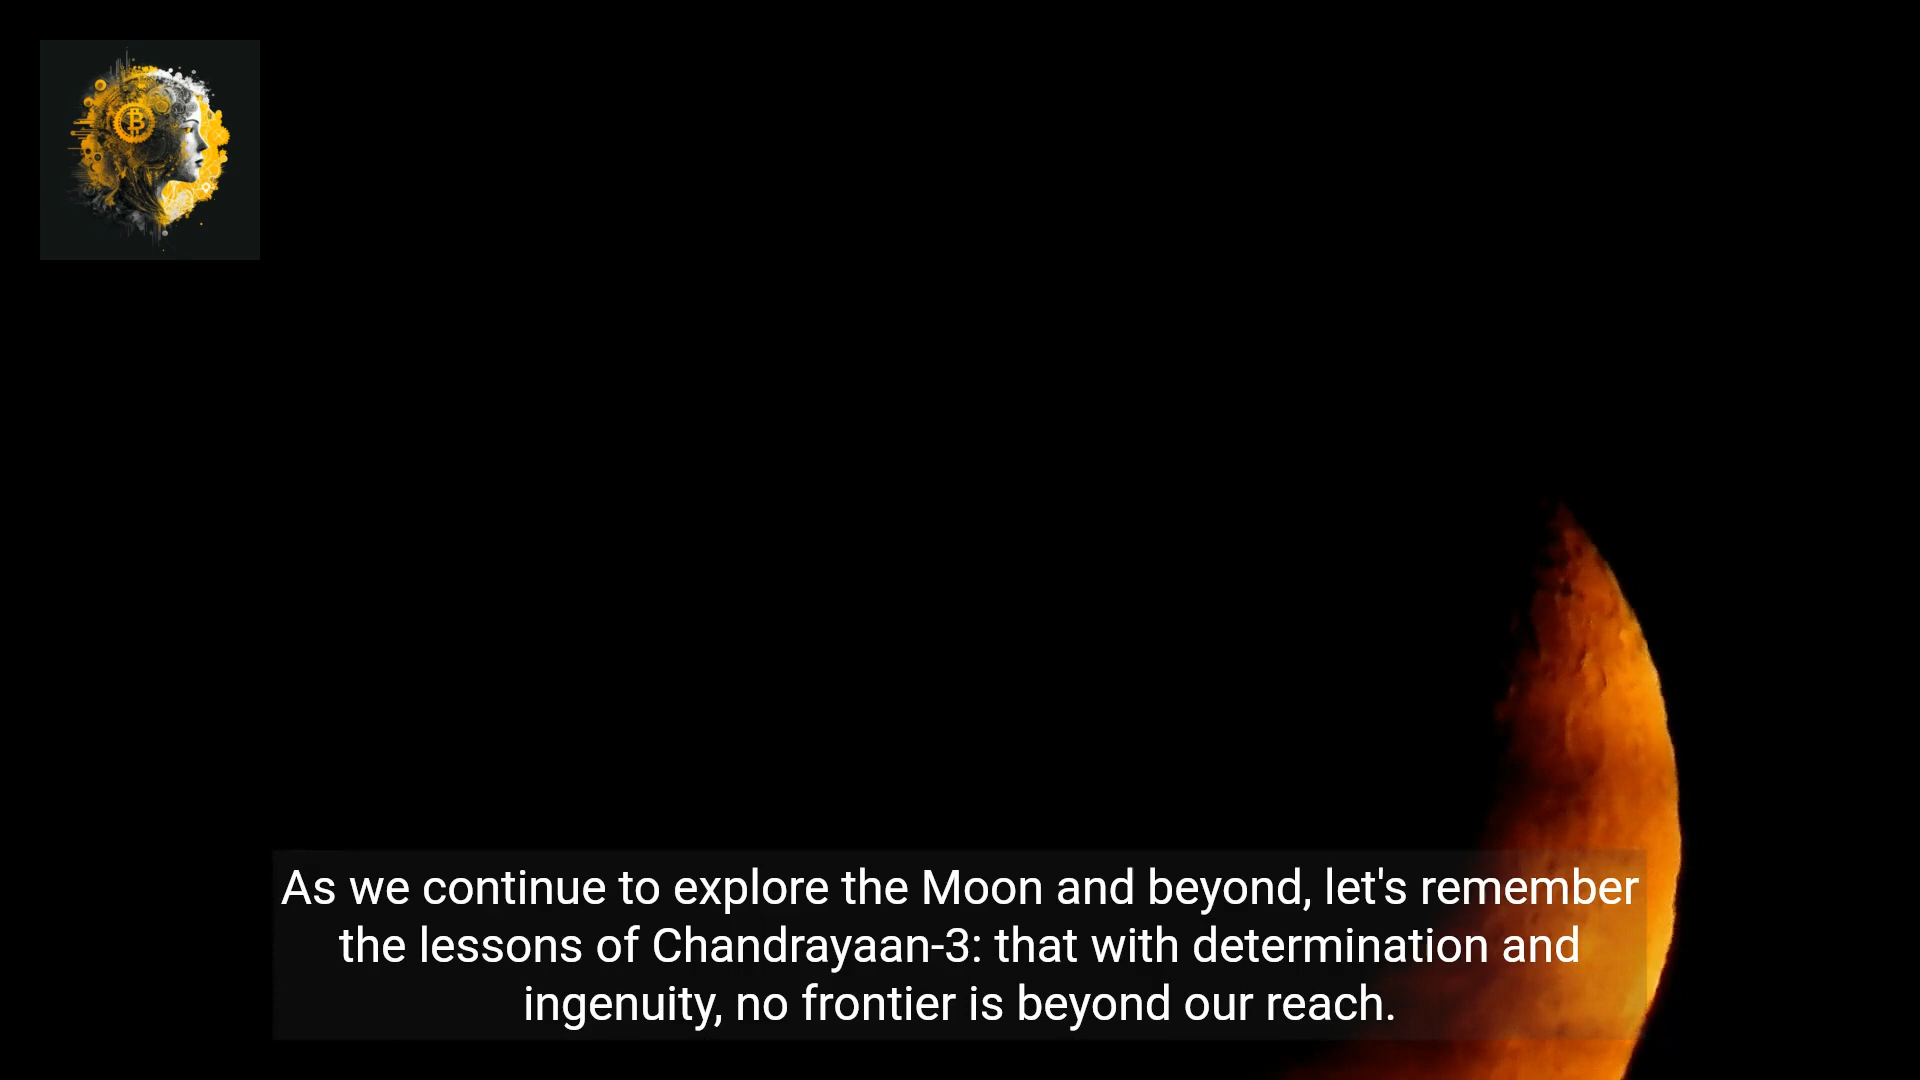 As we continue to explore the Moon and beyond, let's remember
the lessons of Chandrayaan-3: that with determination and
ingenuity, no frontier is beyond our reach.